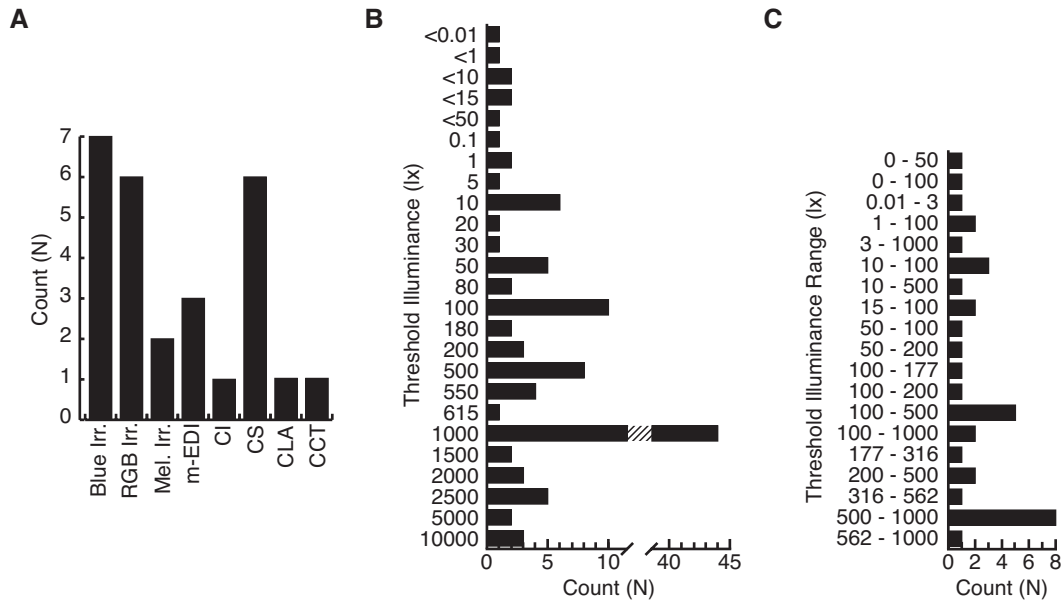 A
Count (N)
7
6
5
4
3
2
1
0
Blue Irr.
RGB Irr.
Mel. Irr.
m-EDI
CI
CS
CLA
CCT
B
Threshold Illuminance (lx)
<0.01
<1
<10
<15
<50
0.1
1
5
10
20
30
50
80
100
180
200
500
550
615
1000
1500
2000
2500
5000
10000
0 5 10 40 45
Count (N)
C
Threshold Illuminance Range (lx)
0 - 50
0 - 100
0.01 - 3
1 - 100
3 - 1000
10 - 100
10 - 500
15 - 100
50 - 100
50 - 200
100 - 177
100 - 200
100 - 500
100 - 1000
177 - 316
200 - 500
316 - 562
500 - 1000
562 - 1000
0 2 4 6 8
Count (N)